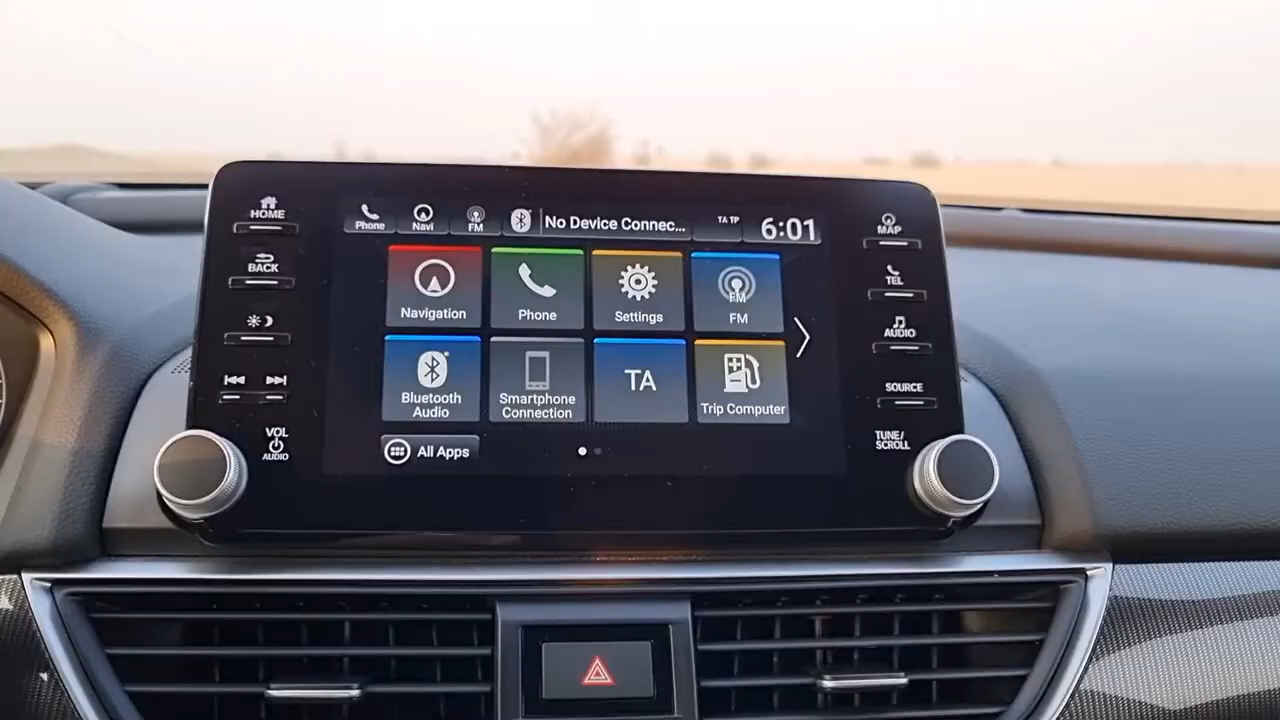 HOME
BACK
VOL
AUDIO
Phone
Navi
FM
No Device Connec...
TA TP
6:01
Navigation
Phone
Settings
FM
FM
Bluetooth
Audio
Smartphone
Connection
TA
Trip Computer
All Apps
MAP
TEL
AUDIO
SOURCE
TUNE/
SCROLL